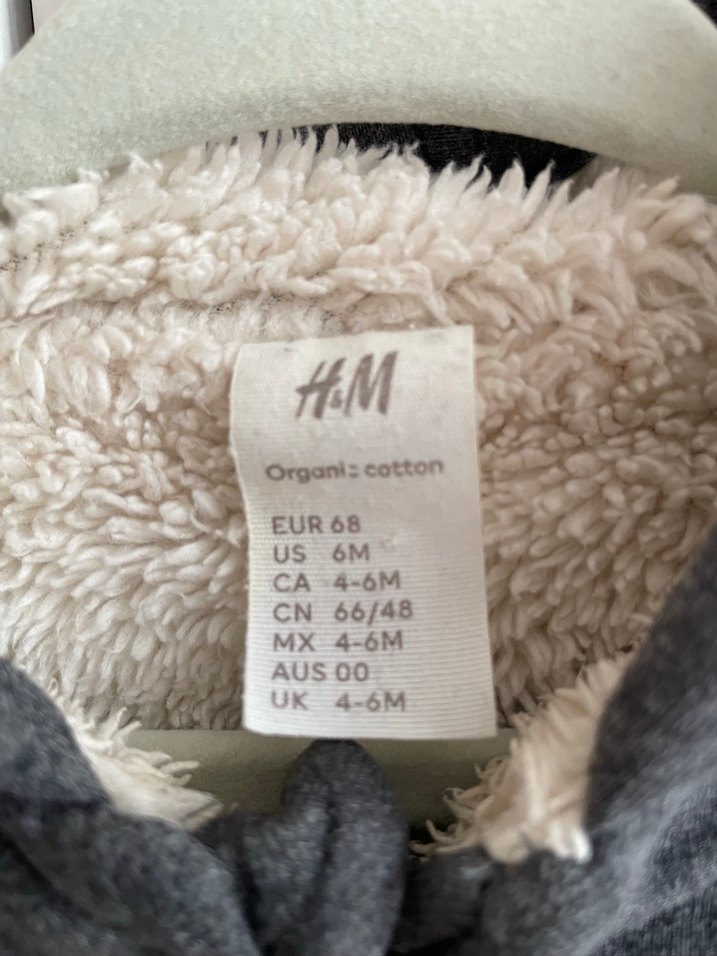 H&M
Organic cotton
EUR 68
US 6M
CA 4-6M
CN 66/48
MX 4-6M
AUS 00
UK 4-6M